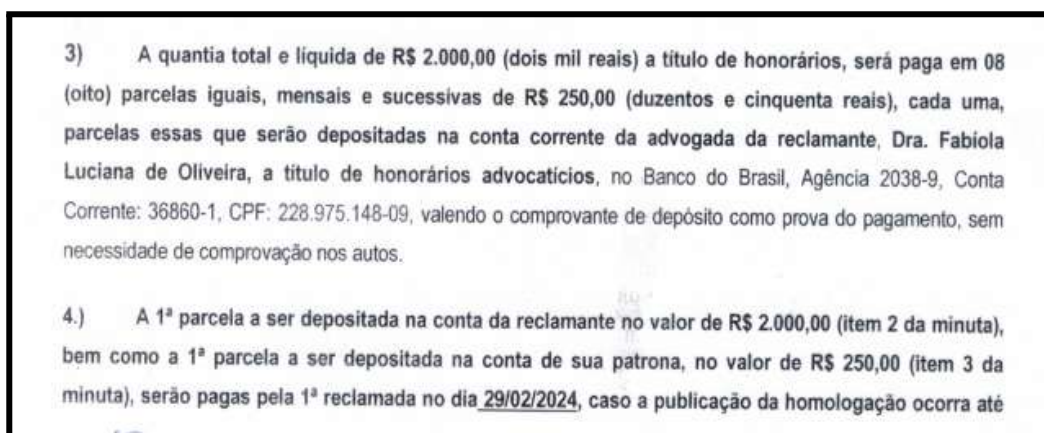 3) A quantia total e líquida de R$ 2.000,00 (dois mil reais) a título de honorários, será paga em 08
(oito) parcelas iguais, mensais e sucessivas de R$ 250,00 (duzentos e cinquenta reais), cada uma,
parcelas essas que serão depositadas na conta corrente da advogada da reclamante, Dra. Fabíola
Luciana de Oliveira, a título de honorários advocatícios, no Banco do Brasil, Agência 2038-9, Conta
Corrente: 36860-1, CPF: 228.975.148-09, valendo o comprovante de depósito como prova do pagamento, sem
necessidade de comprovação nos autos.
4.) A 1ª parcela a ser depositada na conta da reclamante no valor de R$ 2.000,00 (item 2 da minuta),
bem como a 1ª parcela a ser depositada na conta de sua patrona, no valor de R$ 250,00 (item 3 da
minuta), serão pagas pela 1ª reclamada no dia 29/02/2024, caso a publicação da homologação ocorra até